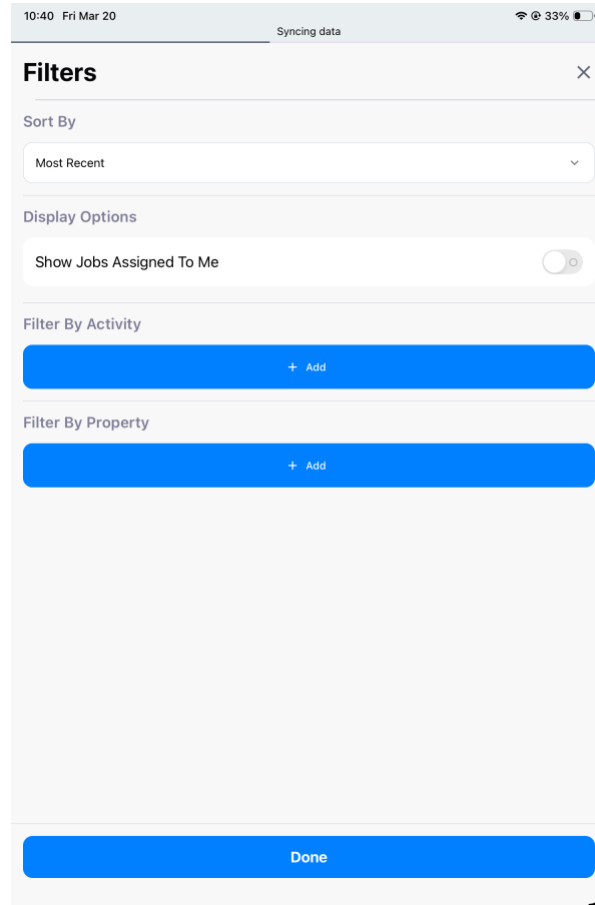 10:40 Fri Mar 20 33%
Syncing data
Filters
Sort By
Most Recent
Display Options
Show Jobs Assigned To Me
Filter By Activity
+ Add
Filter By Property
+ Add
Done